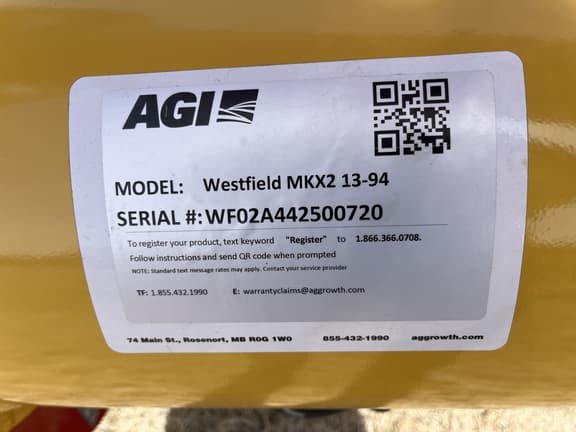 AGI
MODEL: Westfield MKX2 13-94
SERIAL #: WF02A442500720
To register your product, text keyword "Register" to 1.866.366.0708.
Follow instructions and send QR code when prompted
NOTE: Standard text message rates may apply. Contact your service provider
TF: 1.855.432.1990 E: warrantyclaims@aggrowth.com
74 Main St., Rosenort, MB R0G 1W0 855-432-1990 aggrowth.com